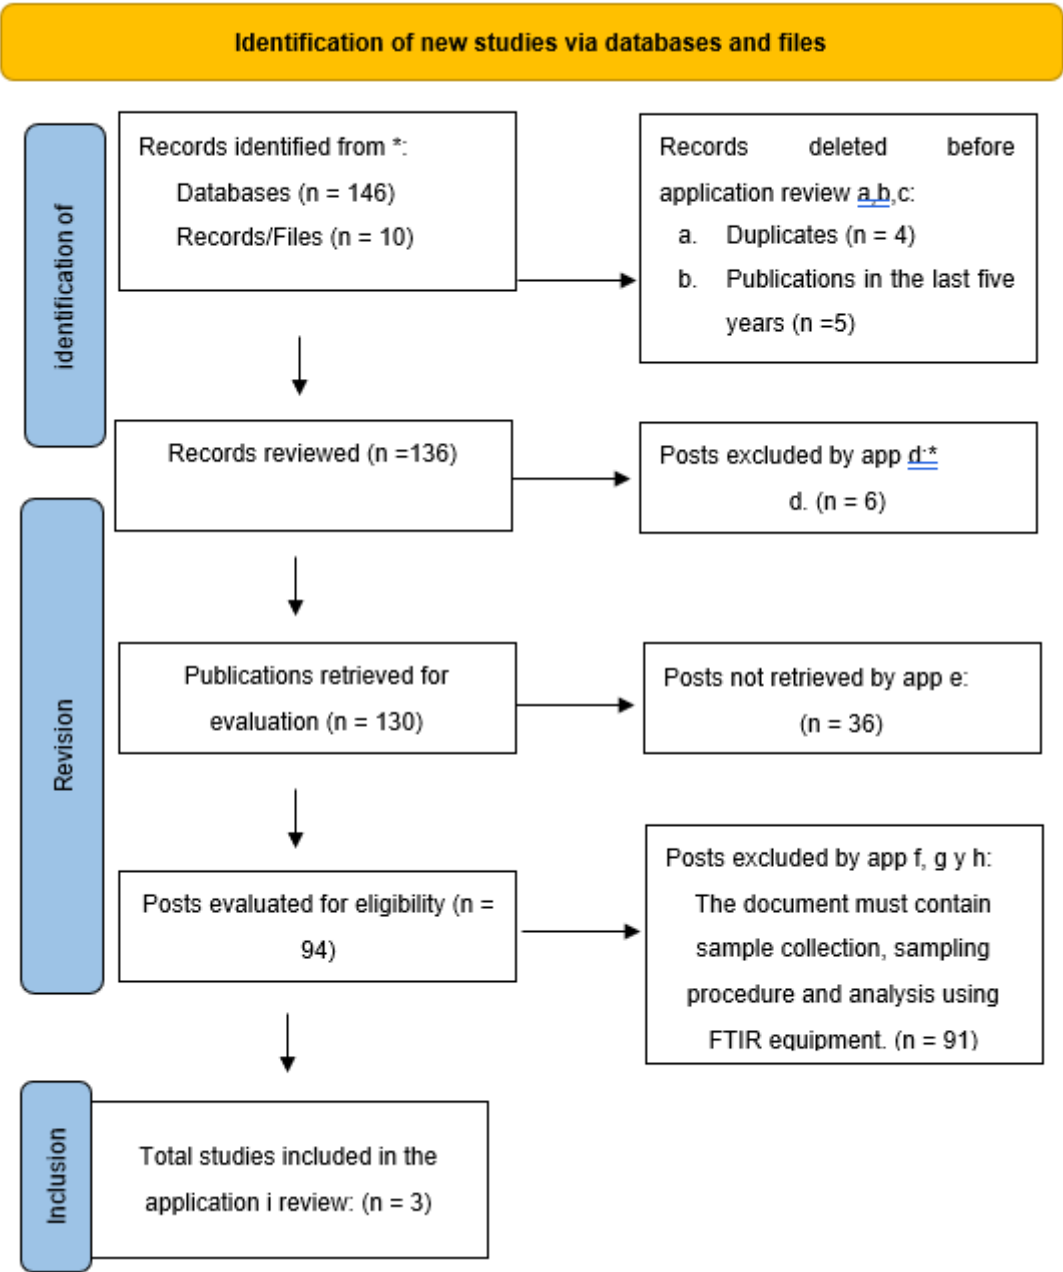 Identification of new studies via databases and files
identification of
Records identified from *:
Databases (n = 146)
Records/Files (n = 10)
Records deleted before
application review a,b,c:
a. Duplicates (n = 4)
b. Publications in the last five
years (n =5)
Records reviewed (n =136)
Posts excluded by app d:*
d. (n = 6)
Revision
Publications retrieved for
evaluation (n = 130)
Posts not retrieved by app e:
(n = 36)
Posts evaluated for eligibility (n =
94)
Posts excluded by app f, g y h:
The document must contain
sample collection, sampling
procedure and analysis using
FTIR equipment. (n = 91)
Inclusion
Total studies included in the
application i review: (n = 3)